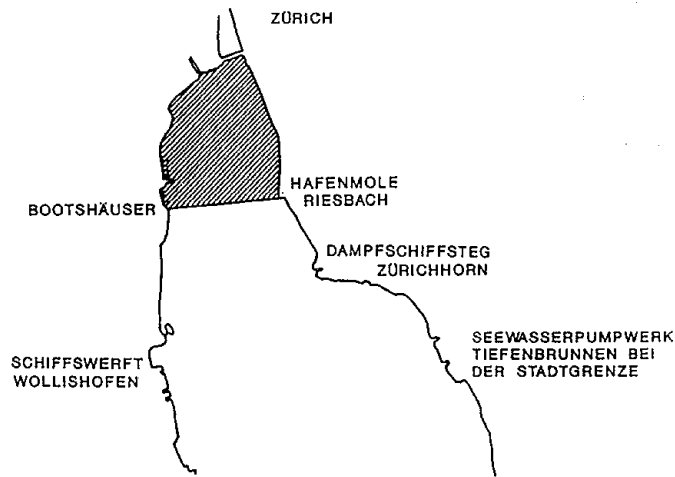 ZÜRICH
HAFENMOLE
RIESBACH
BOOTSHÄUSER
DAMPFSCHIFFSTEG
ZÜRICHHORN
SEEWASSERPUMPWERK
TIEFENBRUNNEN BEI
DER STADTGRENZE
SCHIFFSWERFT
WOLLISHOFEN